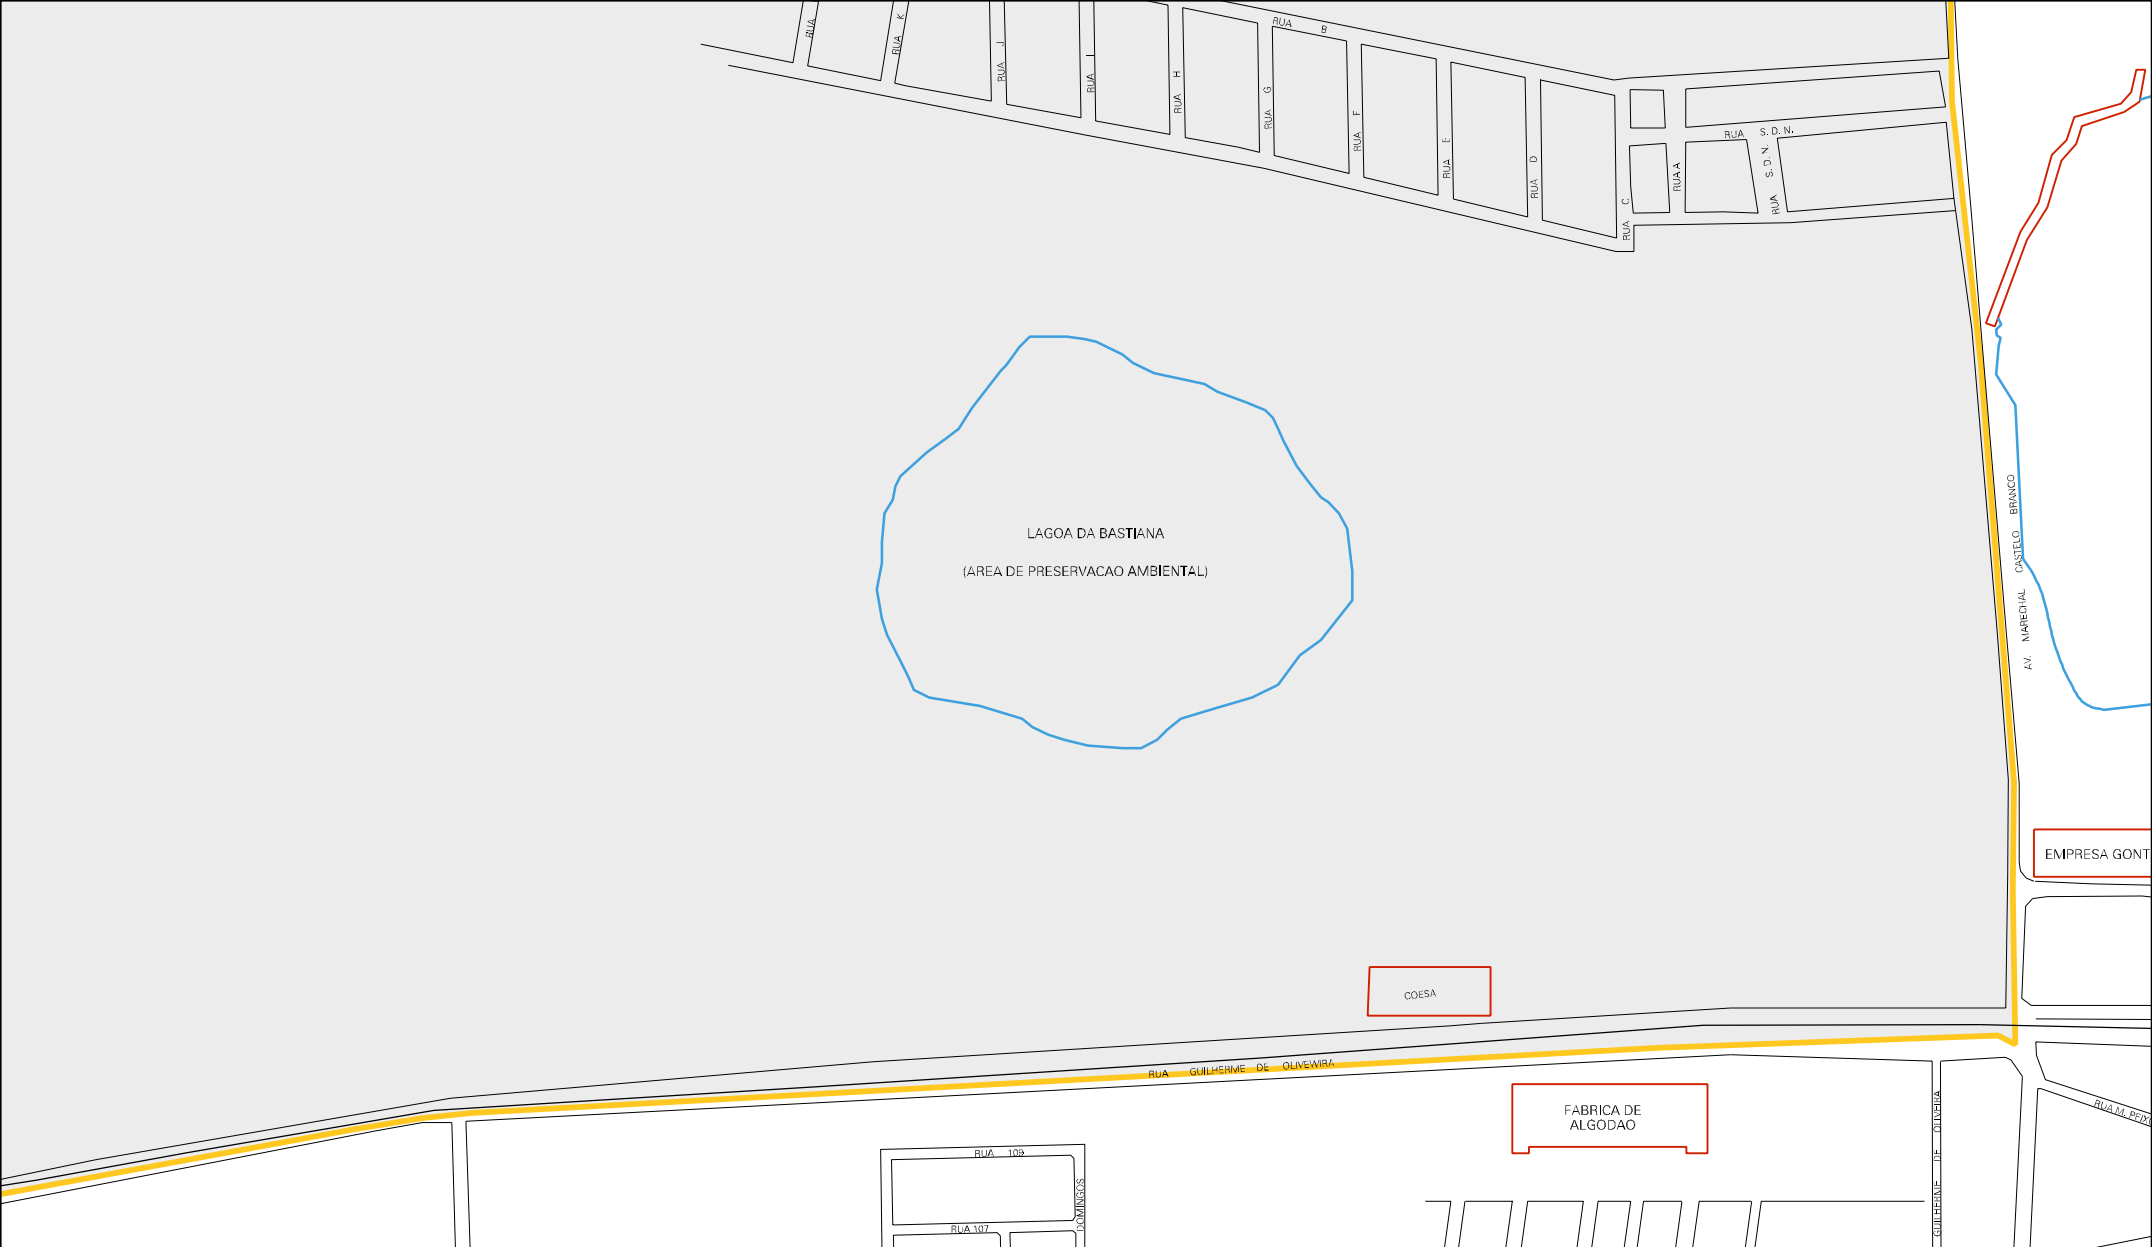 RUA
RUA K
RUA J
RUA I
RUA H
RUA G
RUA B
RUA F
RUA E
RUA D
RUA C
RUA A
RUA S. D. N.
RUA S. D. N.
LAGOA DA BASTIANA
(AREA DE PRESERVACAO AMBIENTAL)
AV. MARECHAL CASTELO BRANCO
EMPRESA GONT
COESA
RUA GUILHERME DE OLIVEWIRA
FABRICA DE
ALGODAO
GUILHERME DE OLIVEIRA
RUA M. PEIXO
RUA 109
RUA 107
DOMINGOS